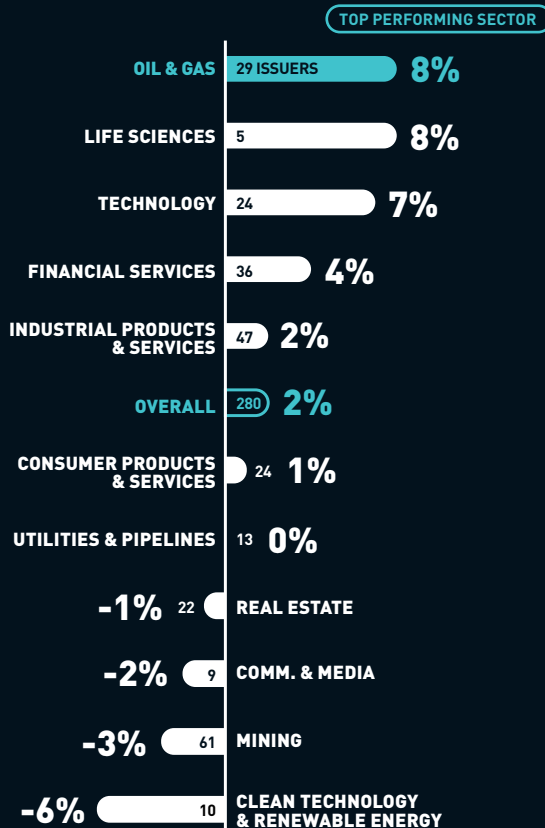 TOP PERFORMING SECTOR
OIL & GAS 29 ISSUERS 8%
LIFE SCIENCES 5 8%
TECHNOLOGY 24 7%
FINANCIAL SERVICES 36 4%
INDUSTRIAL PRODUCTS
& SERVICES 47 2%
OVERALL 280 2%
CONSUMER PRODUCTS
& SERVICES 24 1%
UTILITIES & PIPELINES 13 0%
-1% 22 REAL ESTATE
-2% 9 COMM. & MEDIA
-3% 61 MINING
-6% 10 CLEAN TECHNOLOGY
& RENEWABLE ENERGY